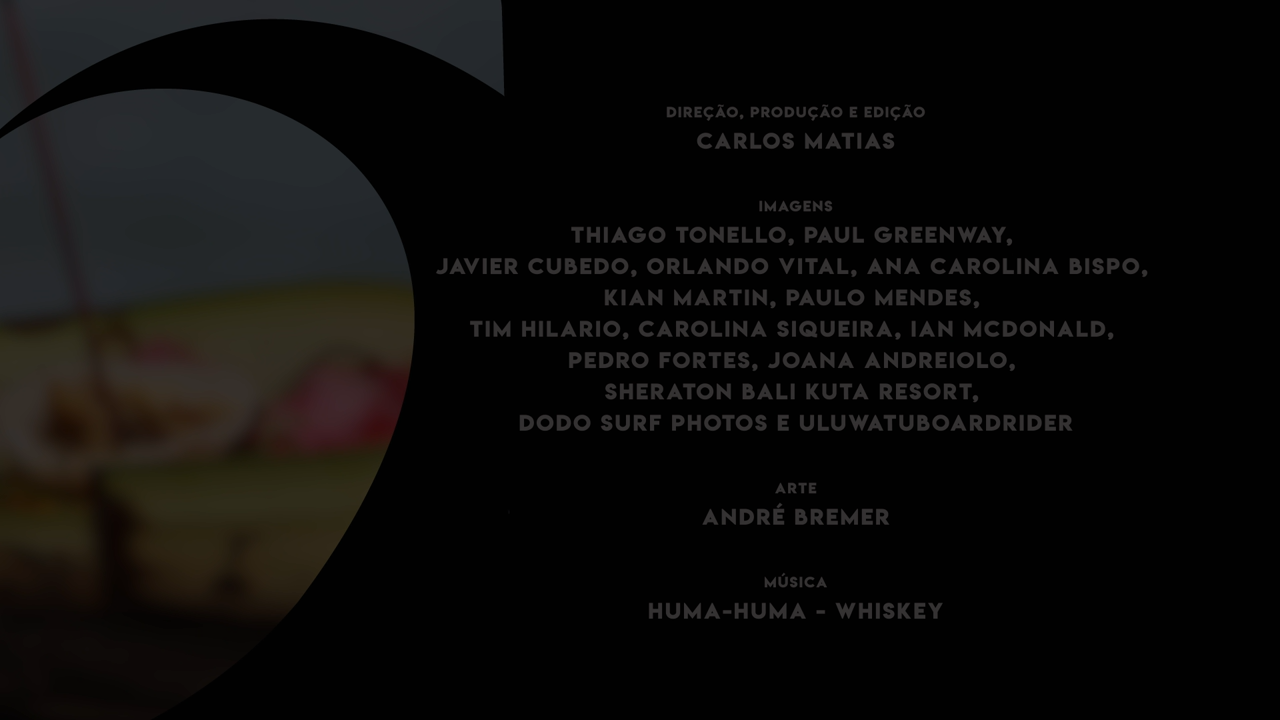 DIREÇÃO, PRODUÇÃO E EDIÇÃO
CARLOS MATIAS
IMAGENS
THIAGO TONELLO, PAUL GREENWAY,
JAVIER CUBEDO, ORLANDO VITAL, ANA CAROLINA BISPO,
KIAN MARTIN, PAULO MENDES,
TIM HILARIO, CAROLINA SIQUEIRA, IAN MCDONALD,
PEDRO FORTES, JOANA ANDREIOLO,
SHERATON BALI KUTA RESORT,
DODO SURF PHOTOS E ULUWATUBOARDRIDER
ARTE
ANDRÉ BREMER
MÚSICA
HUMA-HUMA - WHISKEY